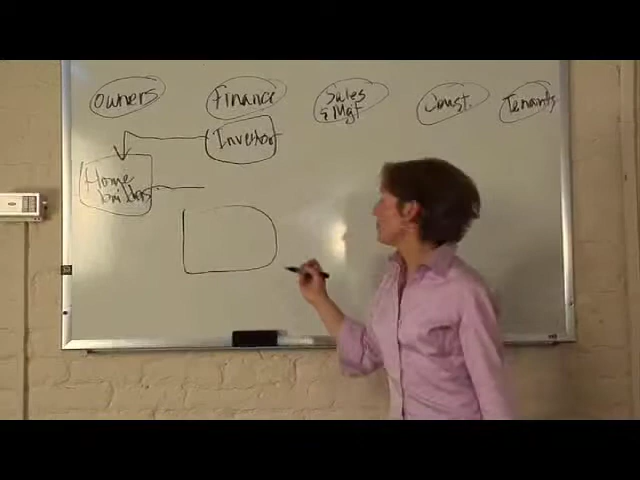 Owners
Finance
Sales
& Mgt
Const.
Tenants
Investor
Home
builders